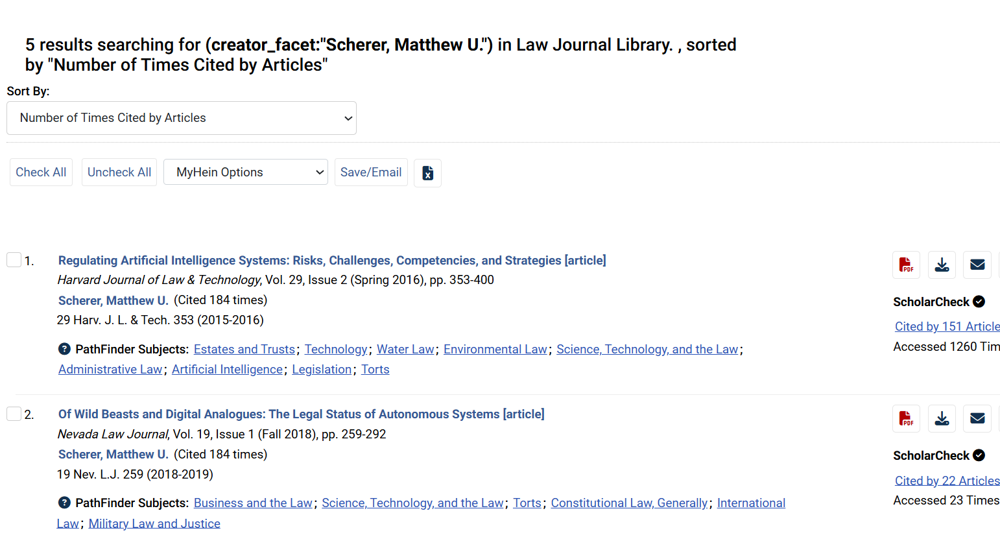 5 results searching for (creator_facet:"Scherer, Matthew U.") in Law Journal Library. , sorted
by "Number of Times Cited by Articles"
Sort By:
Number of Times Cited by Articles
Check All Uncheck All MyHein Options Save/Email
1. Regulating Artificial Intelligence Systems: Risks, Challenges, Competencies, and Strategies [article]
PDF
Harvard Journal of Law & Technology, Vol. 29, Issue 2 (Spring 2016), pp. 353-400
Scherer, Matthew U. (Cited 184 times)
ScholarCheck
29 Harv. J. L. & Tech. 353 (2015-2016)
Cited by 151 Article
Accessed 1260 Tim
PathFinder Subjects: Estates and Trusts; Technology; Water Law; Environmental Law; Science, Technology, and the Law;
Administrative Law; Artificial Intelligence; Legislation; Torts
2. Of Wild Beasts and Digital Analogues: The Legal Status of Autonomous Systems [article]
PDF
Nevada Law Journal, Vol. 19, Issue 1 (Fall 2018), pp. 259-292
Scherer, Matthew U. (Cited 184 times)
ScholarCheck
19 Nev. L.J. 259 (2018-2019)
Cited by 22 Articles
Accessed 23 Times
PathFinder Subjects: Business and the Law; Science, Technology, and the Law; Torts; Constitutional Law, Generally; International
Law; Military Law and Justice